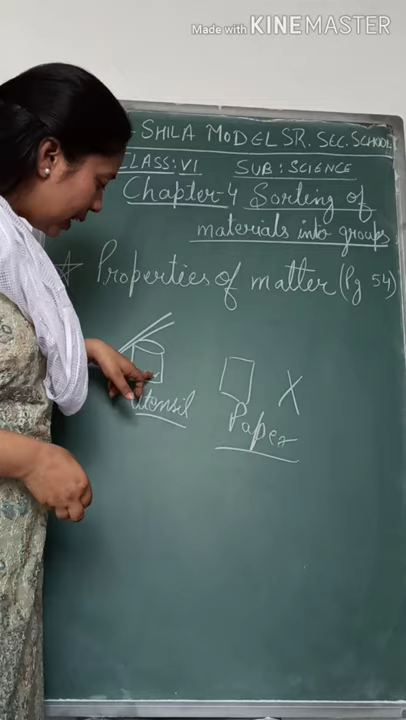 Made with KINEMASTER
SHILA MODEL SR. SEC. SCHOOL
CLASS: VI SUB: SCIENCE
Chapter-4 Sorting of
materials into groups
Properties of matter (Pg 54)
utensil
Paper
X